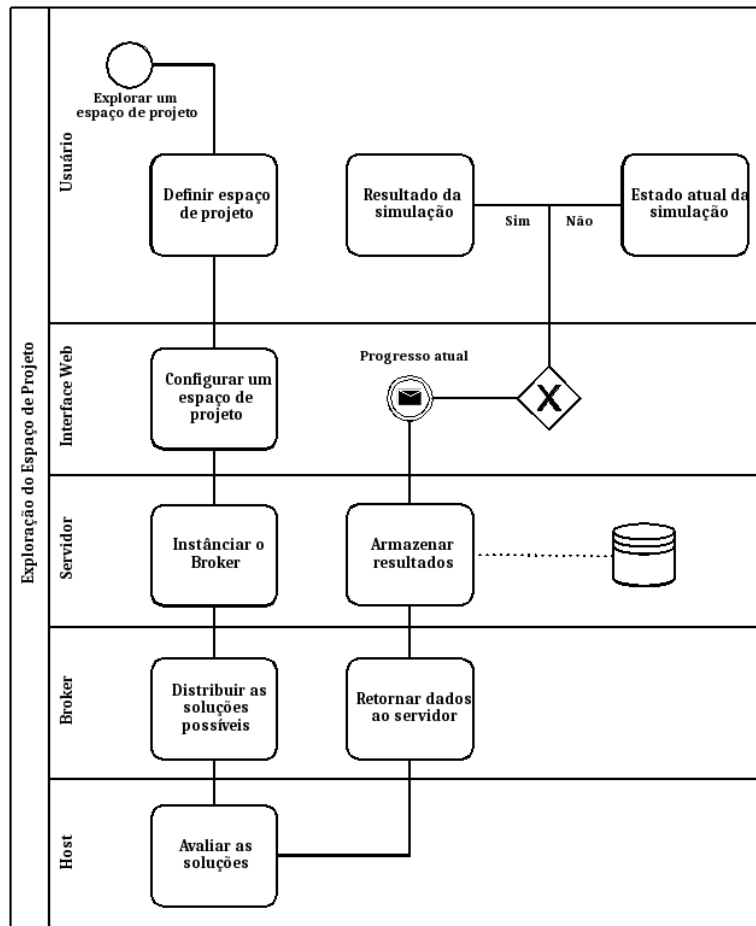 Exploração do Espaço de Projeto
Usuário
Explorar um
espaço de projeto
Definir espaço
de projeto
Resultado da
simulação
Sim
Não
Estado atual da
simulação
Interface Web
Configurar um
espaço de
projeto
Progresso atual
X
Servidor
Instânciar o
Broker
Armazenar
resultados
Broker
Distribuir as
soluções
possíveis
Retornar dados
ao servidor
Host
Avaliar as
soluções